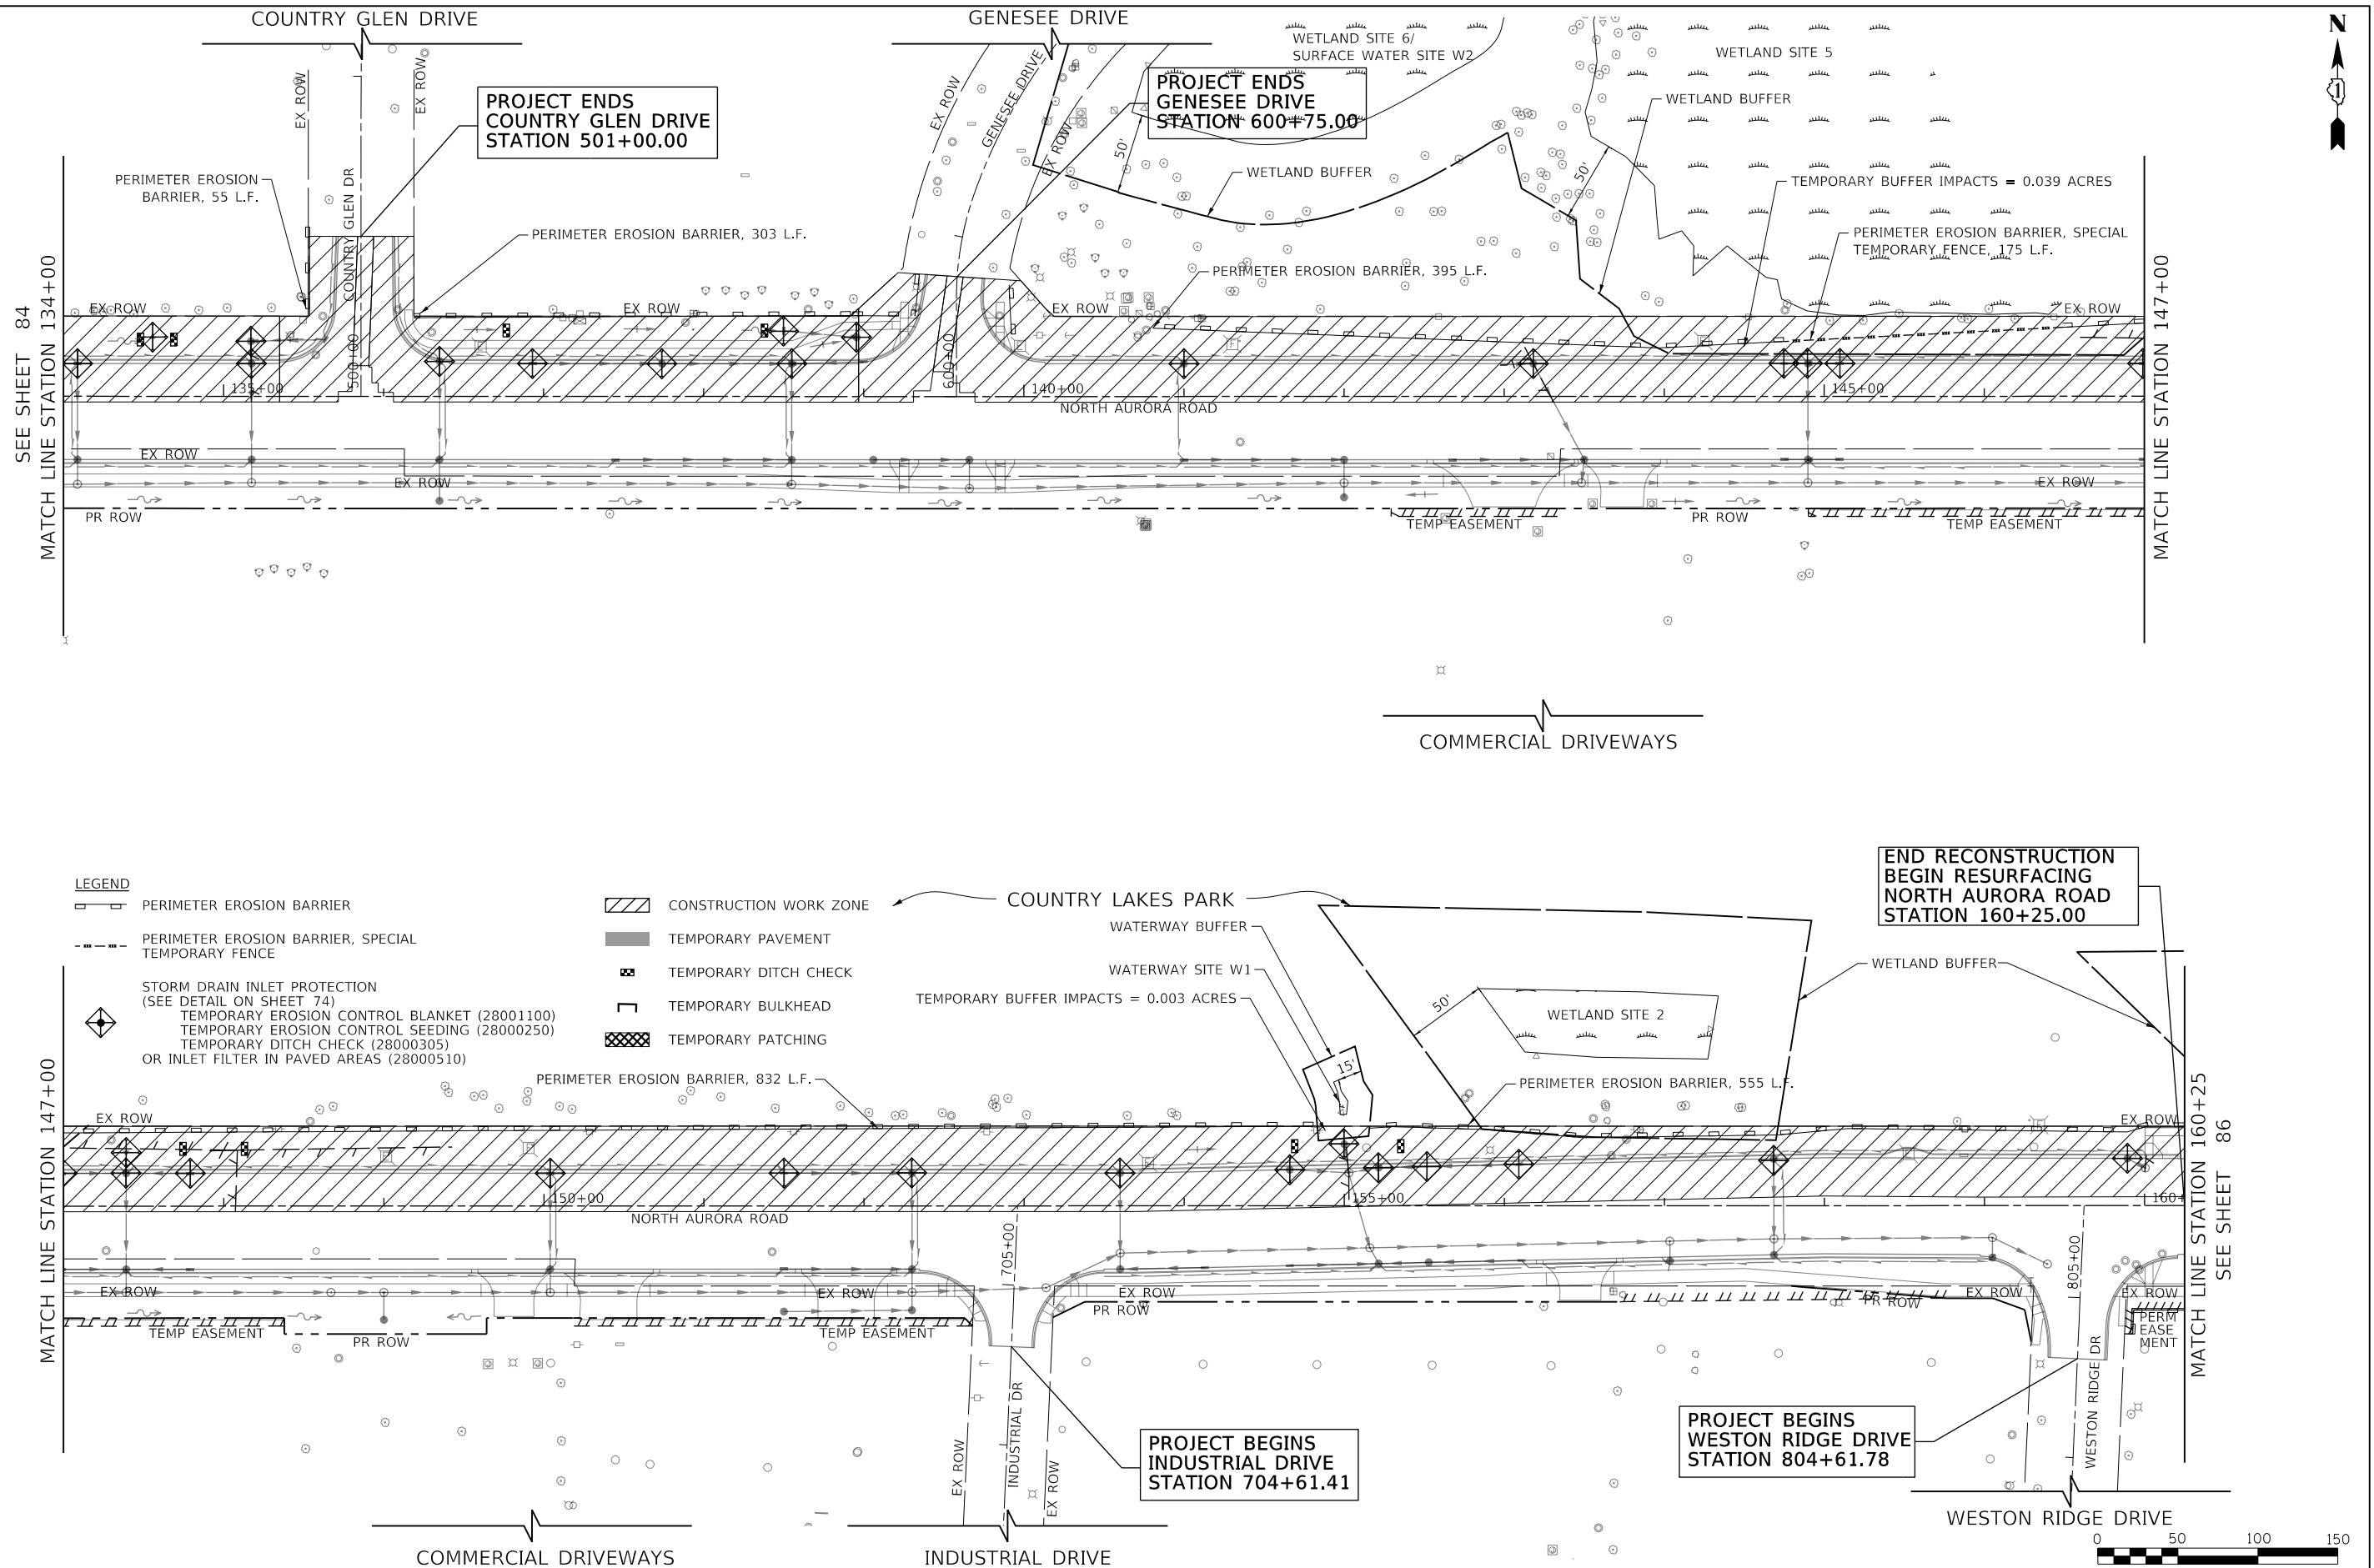 COUNTRY GLEN DRIVE
GENESEE DRIVE
N
1
WETLAND SITE 6/
SURFACE WATER SITE W2
WETLAND SITE 5
PROJECT ENDS
COUNTRY GLEN DRIVE
STATION 501+00.00
PROJECT ENDS
GENESEE DRIVE
STATION 600+75.00
EX ROW
EX ROW
EX ROW
GENESEE DRIVE
EX ROW
50'
50'
WETLAND BUFFER
WETLAND BUFFER
PERIMETER EROSION
BARRIER, 55 L.F.
COUNTRY GLEN DR
TEMPORARY BUFFER IMPACTS = 0.039 ACRES
PERIMETER EROSION BARRIER, 303 L.F.
PERIMETER EROSION BARRIER, SPECIAL
TEMPORARY FENCE, 175 L.F.
PERIMETER EROSION BARRIER, 395 L.F.
SEE SHEET 84
MATCH LINE STATION 134+00
MATCH LINE STATION 147+00
EX ROW
EX ROW
EX ROW
EX ROW
500+00
600+00
135+00
140+00
145+00
NORTH AURORA ROAD
EX ROW
EX ROW
EX ROW
PR ROW
TEMP EASEMENT
PR ROW
TEMP EASEMENT
COMMERCIAL DRIVEWAYS
LEGEND
PERIMETER EROSION BARRIER
PERIMETER EROSION BARRIER, SPECIAL
TEMPORARY FENCE
STORM DRAIN INLET PROTECTION
(SEE DETAIL ON SHEET 74)
TEMPORARY EROSION CONTROL BLANKET (28001100)
TEMPORARY EROSION CONTROL SEEDING (28000250)
TEMPORARY DITCH CHECK (28000305)
OR INLET FILTER IN PAVED AREAS (28000510)
CONSTRUCTION WORK ZONE
TEMPORARY PAVEMENT
TEMPORARY DITCH CHECK
TEMPORARY BULKHEAD
TEMPORARY PATCHING
COUNTRY LAKES PARK
WATERWAY BUFFER
WATERWAY SITE W1
TEMPORARY BUFFER IMPACTS = 0.003 ACRES
50'
WETLAND SITE 2
15'
WETLAND BUFFER
END RECONSTRUCTION
BEGIN RESURFACING
NORTH AURORA ROAD
STATION 160+25.00
PERIMETER EROSION BARRIER, 832 L.F.
PERIMETER EROSION BARRIER, 555 L.F.
MATCH LINE STATION 147+00
MATCH LINE STATION 160+25
SEE SHEET 86
EX ROW
EX ROW
150+00
155+00
160+
NORTH AURORA ROAD
705+00
805+00
EX ROW
EX ROW
EX ROW
EX ROW
EX ROW
PR ROW
PR ROW
TEMP EASEMENT
PR ROW
TEMP EASEMENT
PERM
EASE
MENT
INDUSTRIAL DR
EX ROW
EX ROW
WESTON RIDGE DR
PROJECT BEGINS
INDUSTRIAL DRIVE
STATION 704+61.41
PROJECT BEGINS
WESTON RIDGE DRIVE
STATION 804+61.78
COMMERCIAL DRIVEWAYS
INDUSTRIAL DRIVE
WESTON RIDGE DRIVE
0 50 100 150